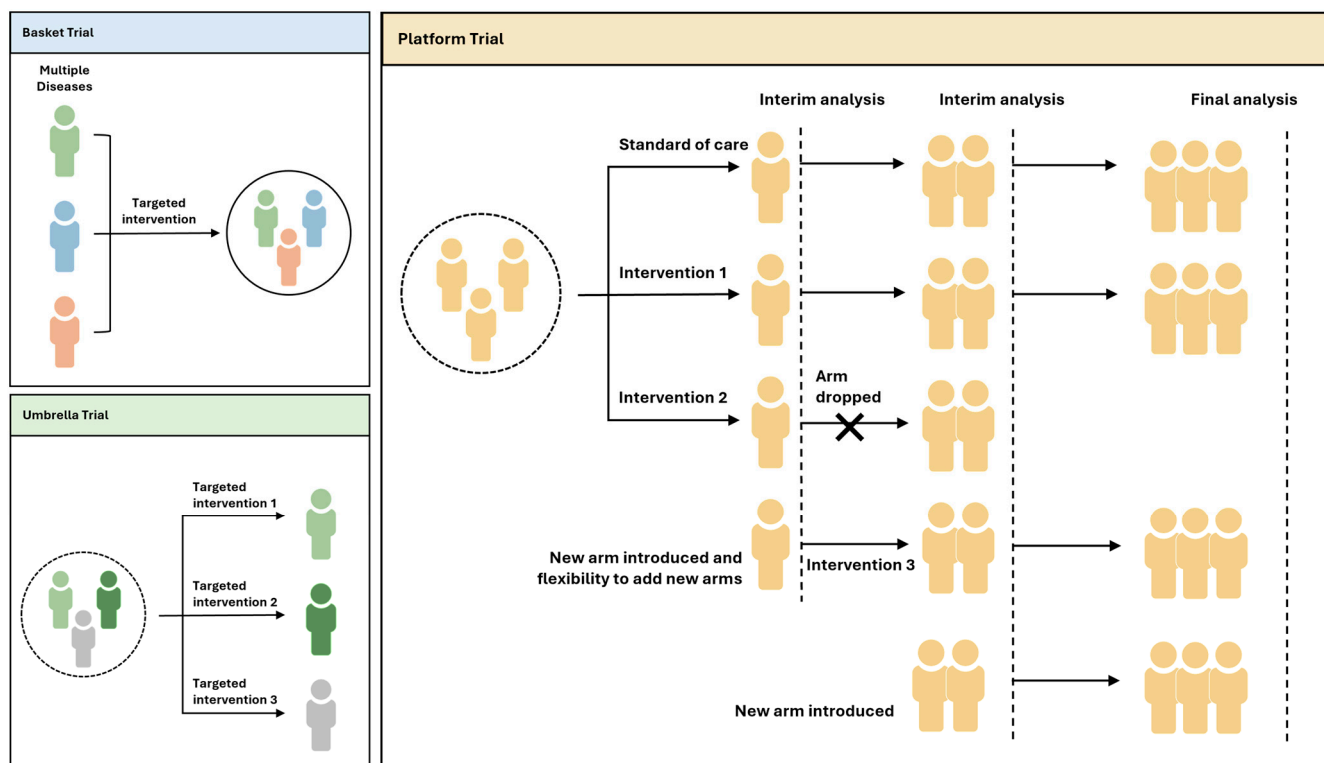 Basket Trial
Multiple
Diseases
Targeted
intervention
Umbrella Trial
Targeted
intervention 1
Targeted
intervention 2
Targeted
intervention 3
Platform Trial
Interim analysis
Interim analysis
Final analysis
Standard of care
Intervention 1
Intervention 2
Arm
dropped
New arm introduced and
flexibility to add new arms
Intervention 3
New arm introduced